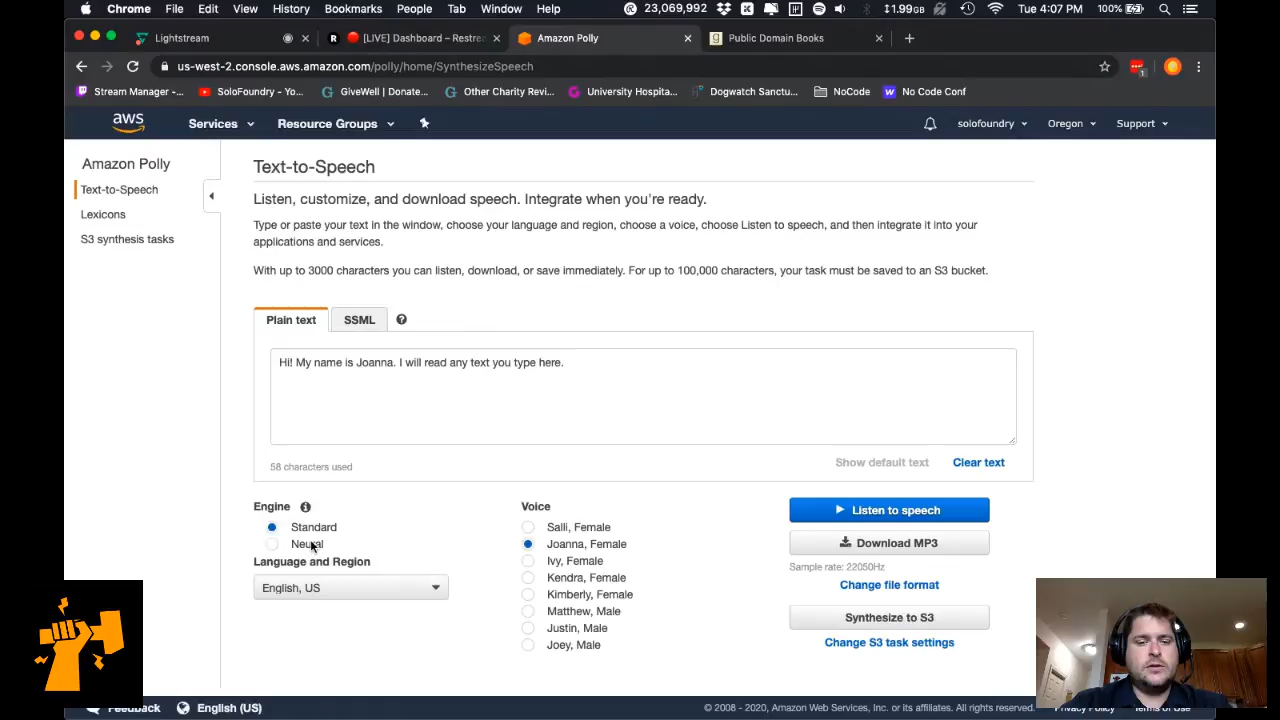 Chrome File Edit View History Bookmarks People Tab Window Help 23,069,992 11.99GB Tue 4:07 PM 100%
Lightstream
[LIVE] Dashboard – Restrea
Amazon Polly
Public Domain Books
us-west-2.console.aws.amazon.com/polly/home/SynthesizeSpeech
Stream Manager -... SoloFoundry - Yo... GiveWell | Donate... Other Charity Revi... University Hospita... Dogwatch Sanctu... NoCode No Code Conf
aws Services Resource Groups solofoundry Oregon Support
Amazon Polly
Text-to-Speech
Lexicons
S3 synthesis tasks
Text-to-Speech
Listen, customize, and download speech. Integrate when you're ready.
Type or paste your text in the window, choose your language and region, choose a voice, choose Listen to speech, and then integrate it into your
applications and services.
With up to 3000 characters you can listen, download, or save immediately. For up to 100,000 characters, your task must be saved to an S3 bucket.
Plain text SSML
Hi! My name is Joanna. I will read any text you type here.
58 characters used
Show default text Clear text
Engine
Standard
Neural
Language and Region
English, US
Voice
Salli, Female
Joanna, Female
Ivy, Female
Kendra, Female
Kimberly, Female
Matthew, Male
Justin, Male
Joey, Male
Listen to speech
Download MP3
Sample rate: 22050Hz
Change file format
Synthesize to S3
Change S3 task settings
Feedback English (US) © 2008 - 2020, Amazon Web Services, Inc. or its affiliates. All rights reserved. Privacy Policy Terms of Use